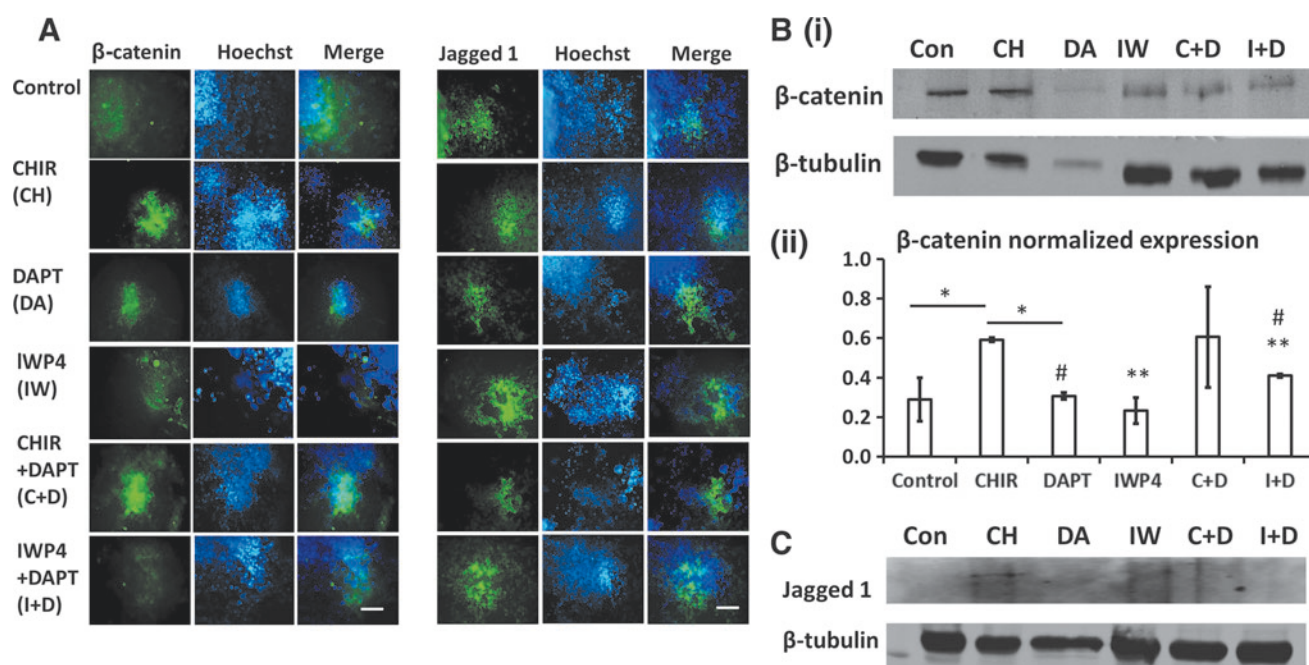 A
β-catenin Hoechst Merge
Jagged 1 Hoechst Merge
Control
CHIR
(CH)
DAPT
(DA)
IWP4
(IW)
CHIR
+DAPT
(C+D)
IWP4
+DAPT
(I+D)
B (i)
Con CH DA IW C+D I+D
β-catenin
β-tubulin
(ii)
β-catenin normalized expression
1.0
0.8
0.6
0.4
0.2
0.0
* * # ** # **
Control CHIR DAPT IWP4 C+D I+D
C
Con CH DA IW C+D I+D
Jagged 1
β-tubulin